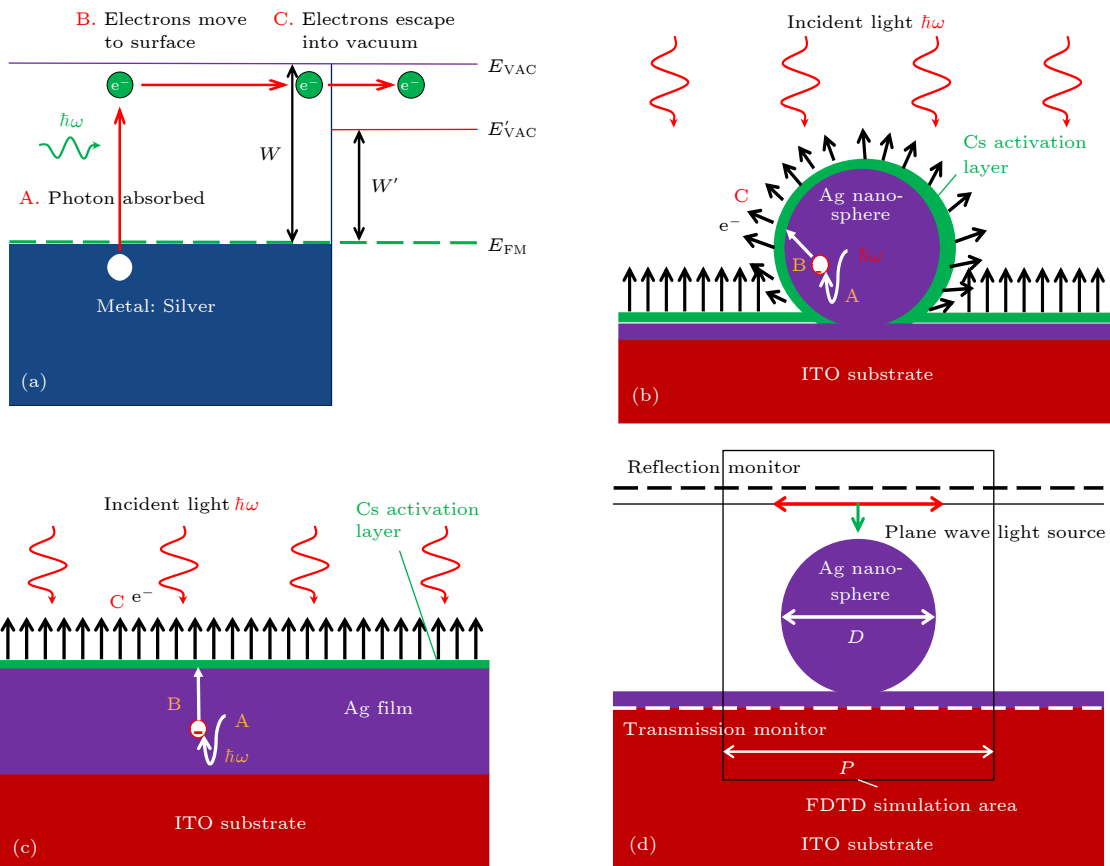 B. Electrons move
to surface
C. Electrons escape
into vacuum
E_VAC
e−
e−
e−
ℏω
E′_VAC
W
W′
A. Photon absorbed
E_FM
Metal: Silver
(a)
Incident light ℏω
Cs activation
layer
Ag nano-
sphere
C
e−
B
ℏω
A
ITO substrate
(b)
Incident light ℏω
Cs activation
layer
C e−
B
A
Ag film
ℏω
ITO substrate
(c)
Reflection monitor
Plane wave light source
Ag nano-
sphere
D
Transmission monitor
P
FDTD simulation area
ITO substrate
(d)